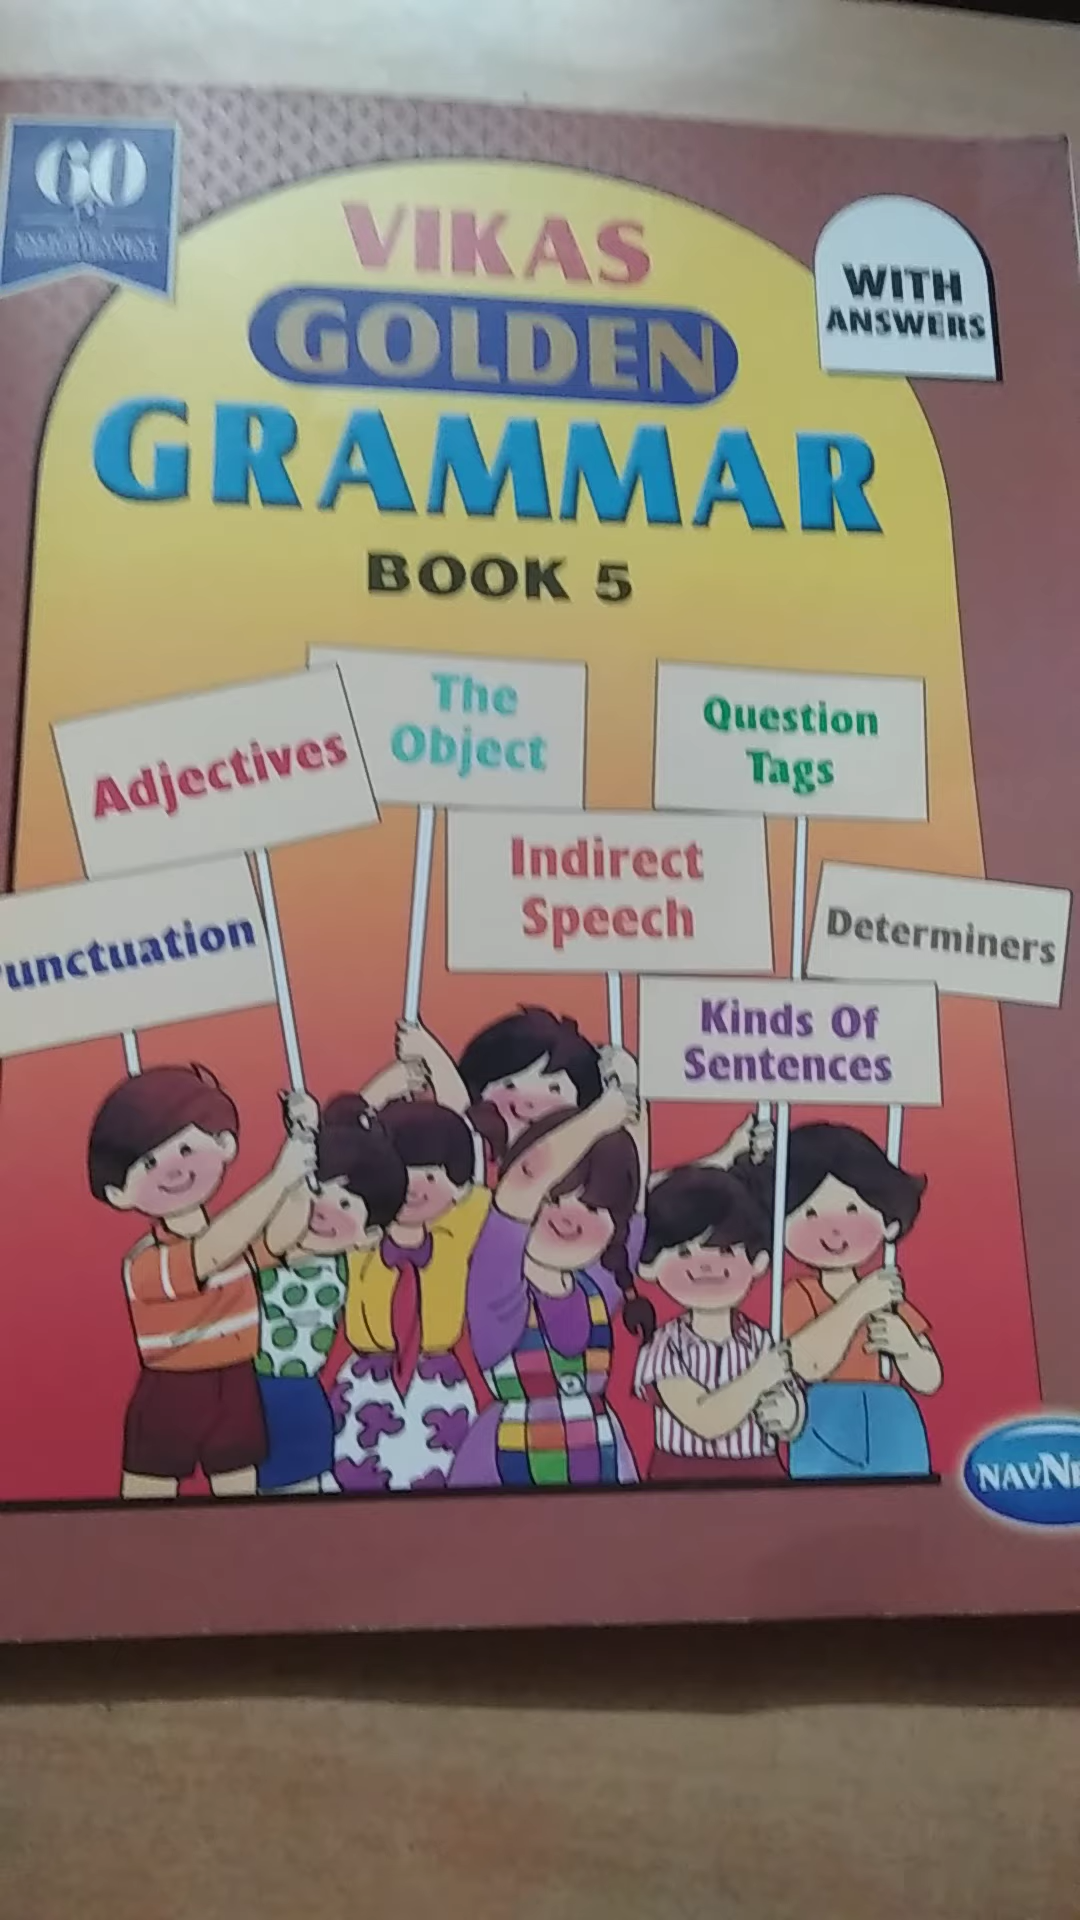 60
VIKAS
WITH
ANSWERS
GOLDEN
GRAMMAR
BOOK 5
The
Object
Question
Tags
Adjectives
Indirect
Speech
Determiners
unctuation
Kinds Of
Sentences
NAVNE